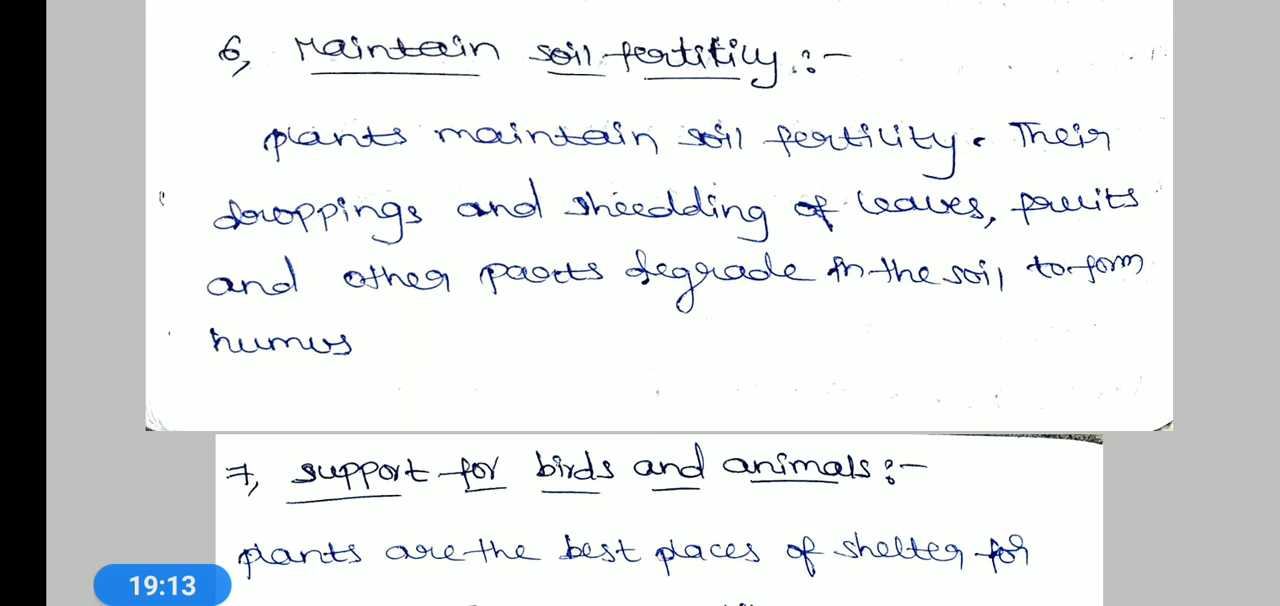 6, Maintain soil fertifity :-
plants maintain soil fertility. Their
droppings and sheedding of leaves, fruits
and other parts degrade in the soil to form
humus
7, support for birds and animals :-
plants are the best places of shelter for
19:13